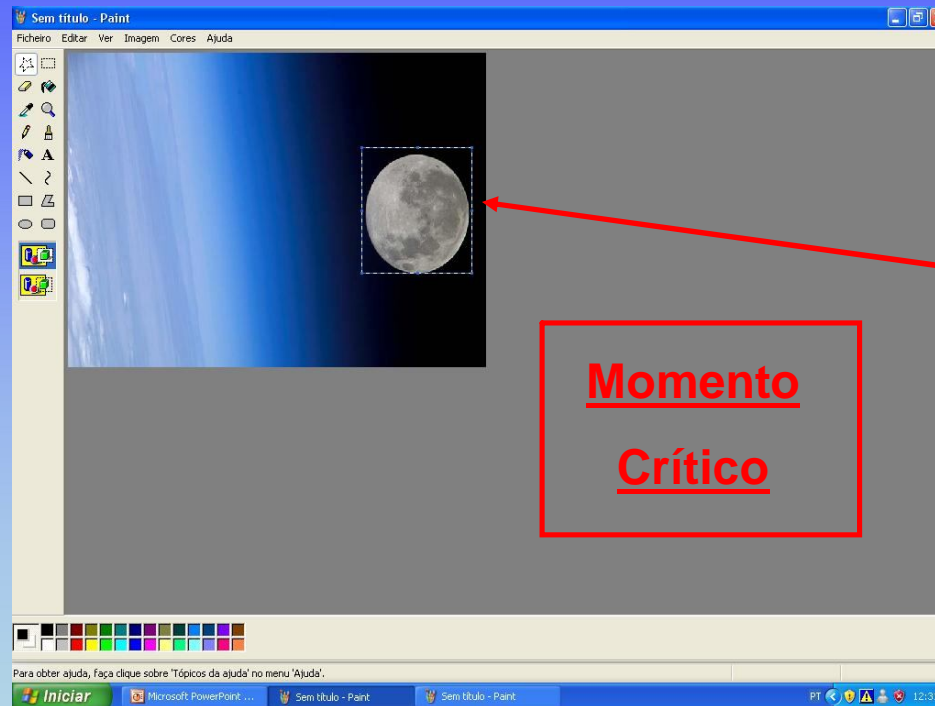 Sem título - Paint
Ficheiro Editar Ver Imagem Cores Ajuda
A
Momento
Crítico
Para obter ajuda, faça clique sobre 'Tópicos da ajuda' no menu 'Ajuda'.
Iniciar Microsoft PowerPoint ... Sem título - Paint Sem título - Paint PT